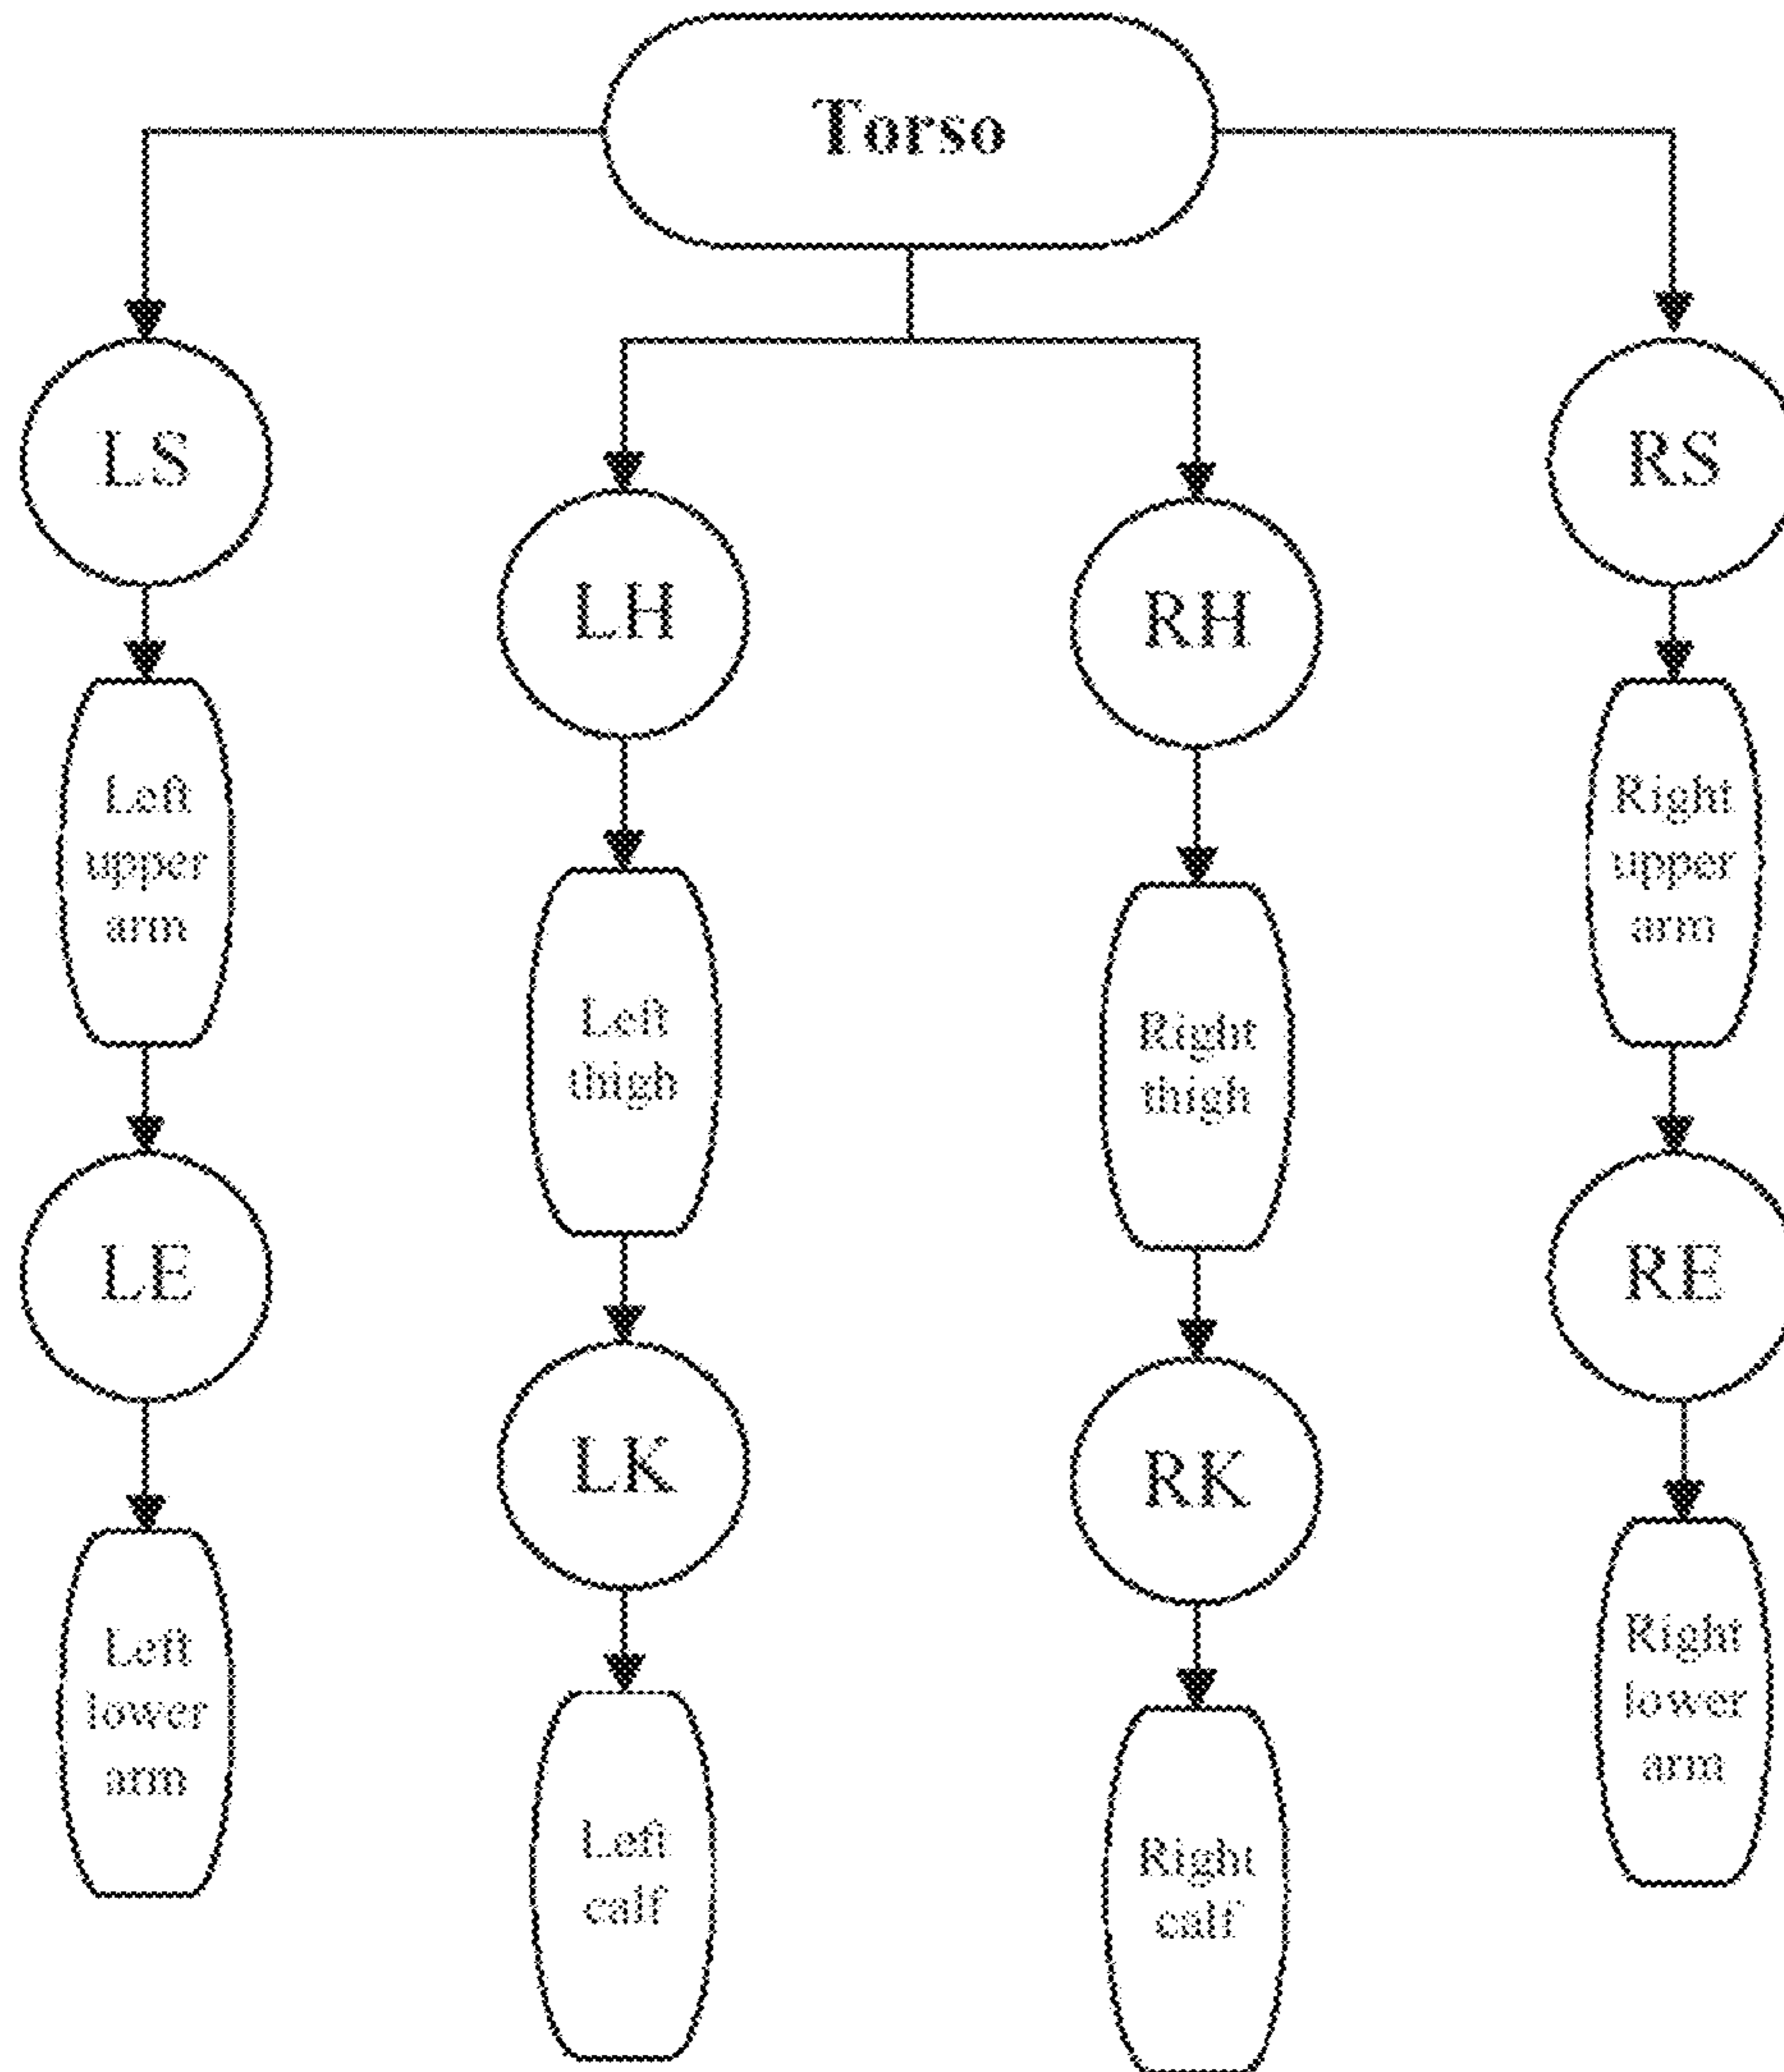 Torso
LS
RS
LH
RH
Left
upper
arm
Right
upper
arm
Left
thigh
Right
thigh
LE
RE
LK
RK
Left
lower
arm
Right
lower
arm
Left
calf
Right
calf